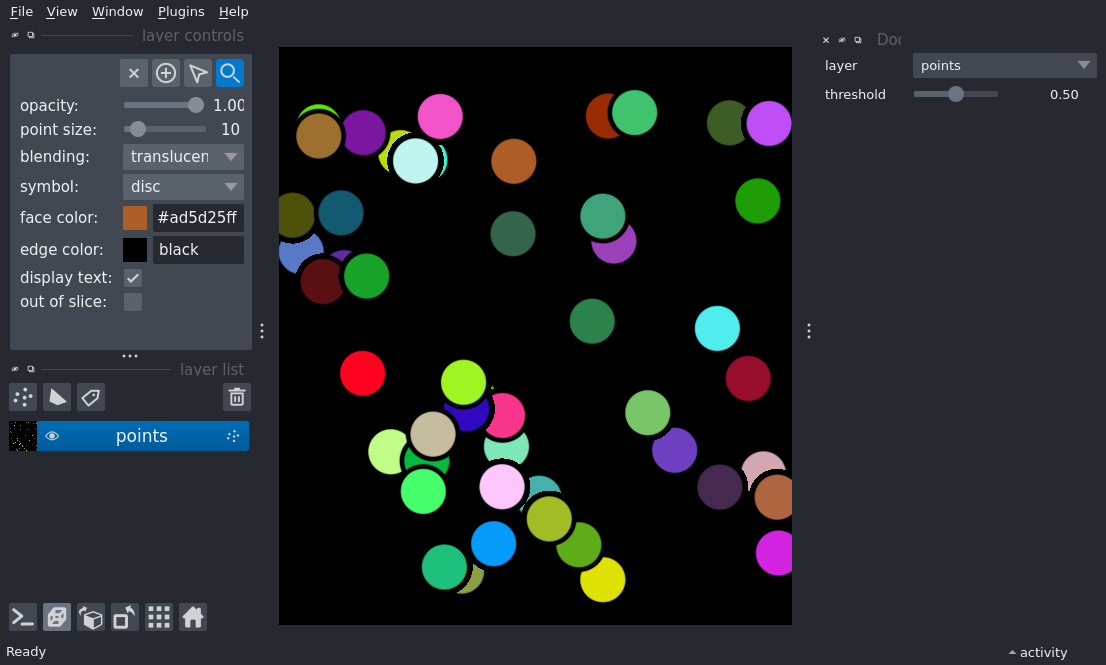 File View Window Plugins Help
layer controls
opacity: 1.00
point size: 10
blending: translucen
symbol: disc
face color: #ad5d25ff
edge color: black
display text:
out of slice:
layer list
points
Ready
layer points
threshold 0.50
activity